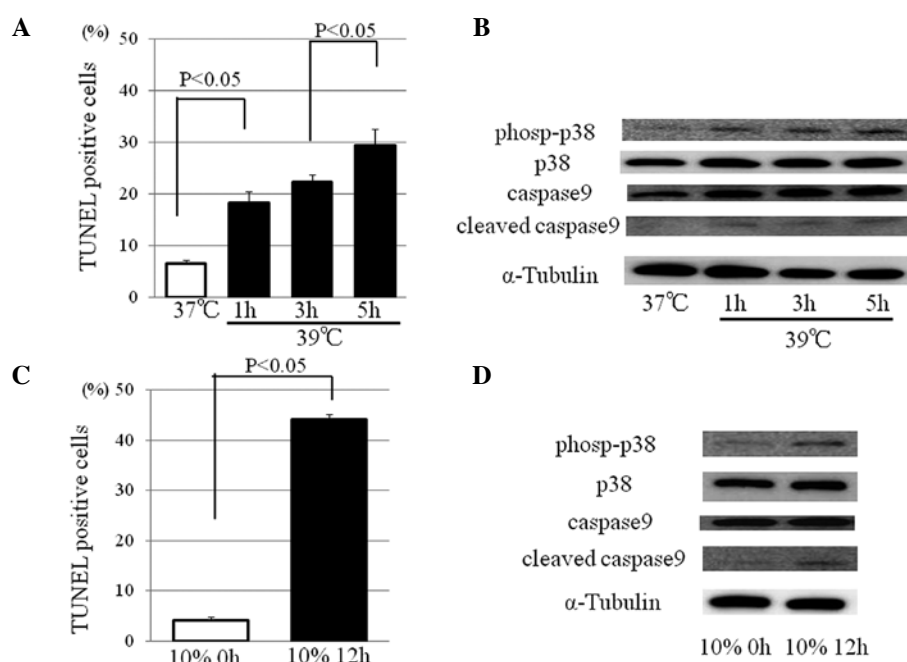 A
(%)
50
40
30
20
10
0
TUNEL positive cells
P<0.05
P<0.05
37℃
1h
3h
5h
39℃
B
phosp-p38
p38
caspase9
cleaved caspase9
α-Tubulin
37℃
1h
3h
5h
39℃
C
(%)
50
40
30
20
10
0
TUNEL positive cells
P<0.05
10% 0h
10% 12h
D
phosp-p38
p38
caspase9
cleaved caspase9
α-Tubulin
10% 0h
10% 12h